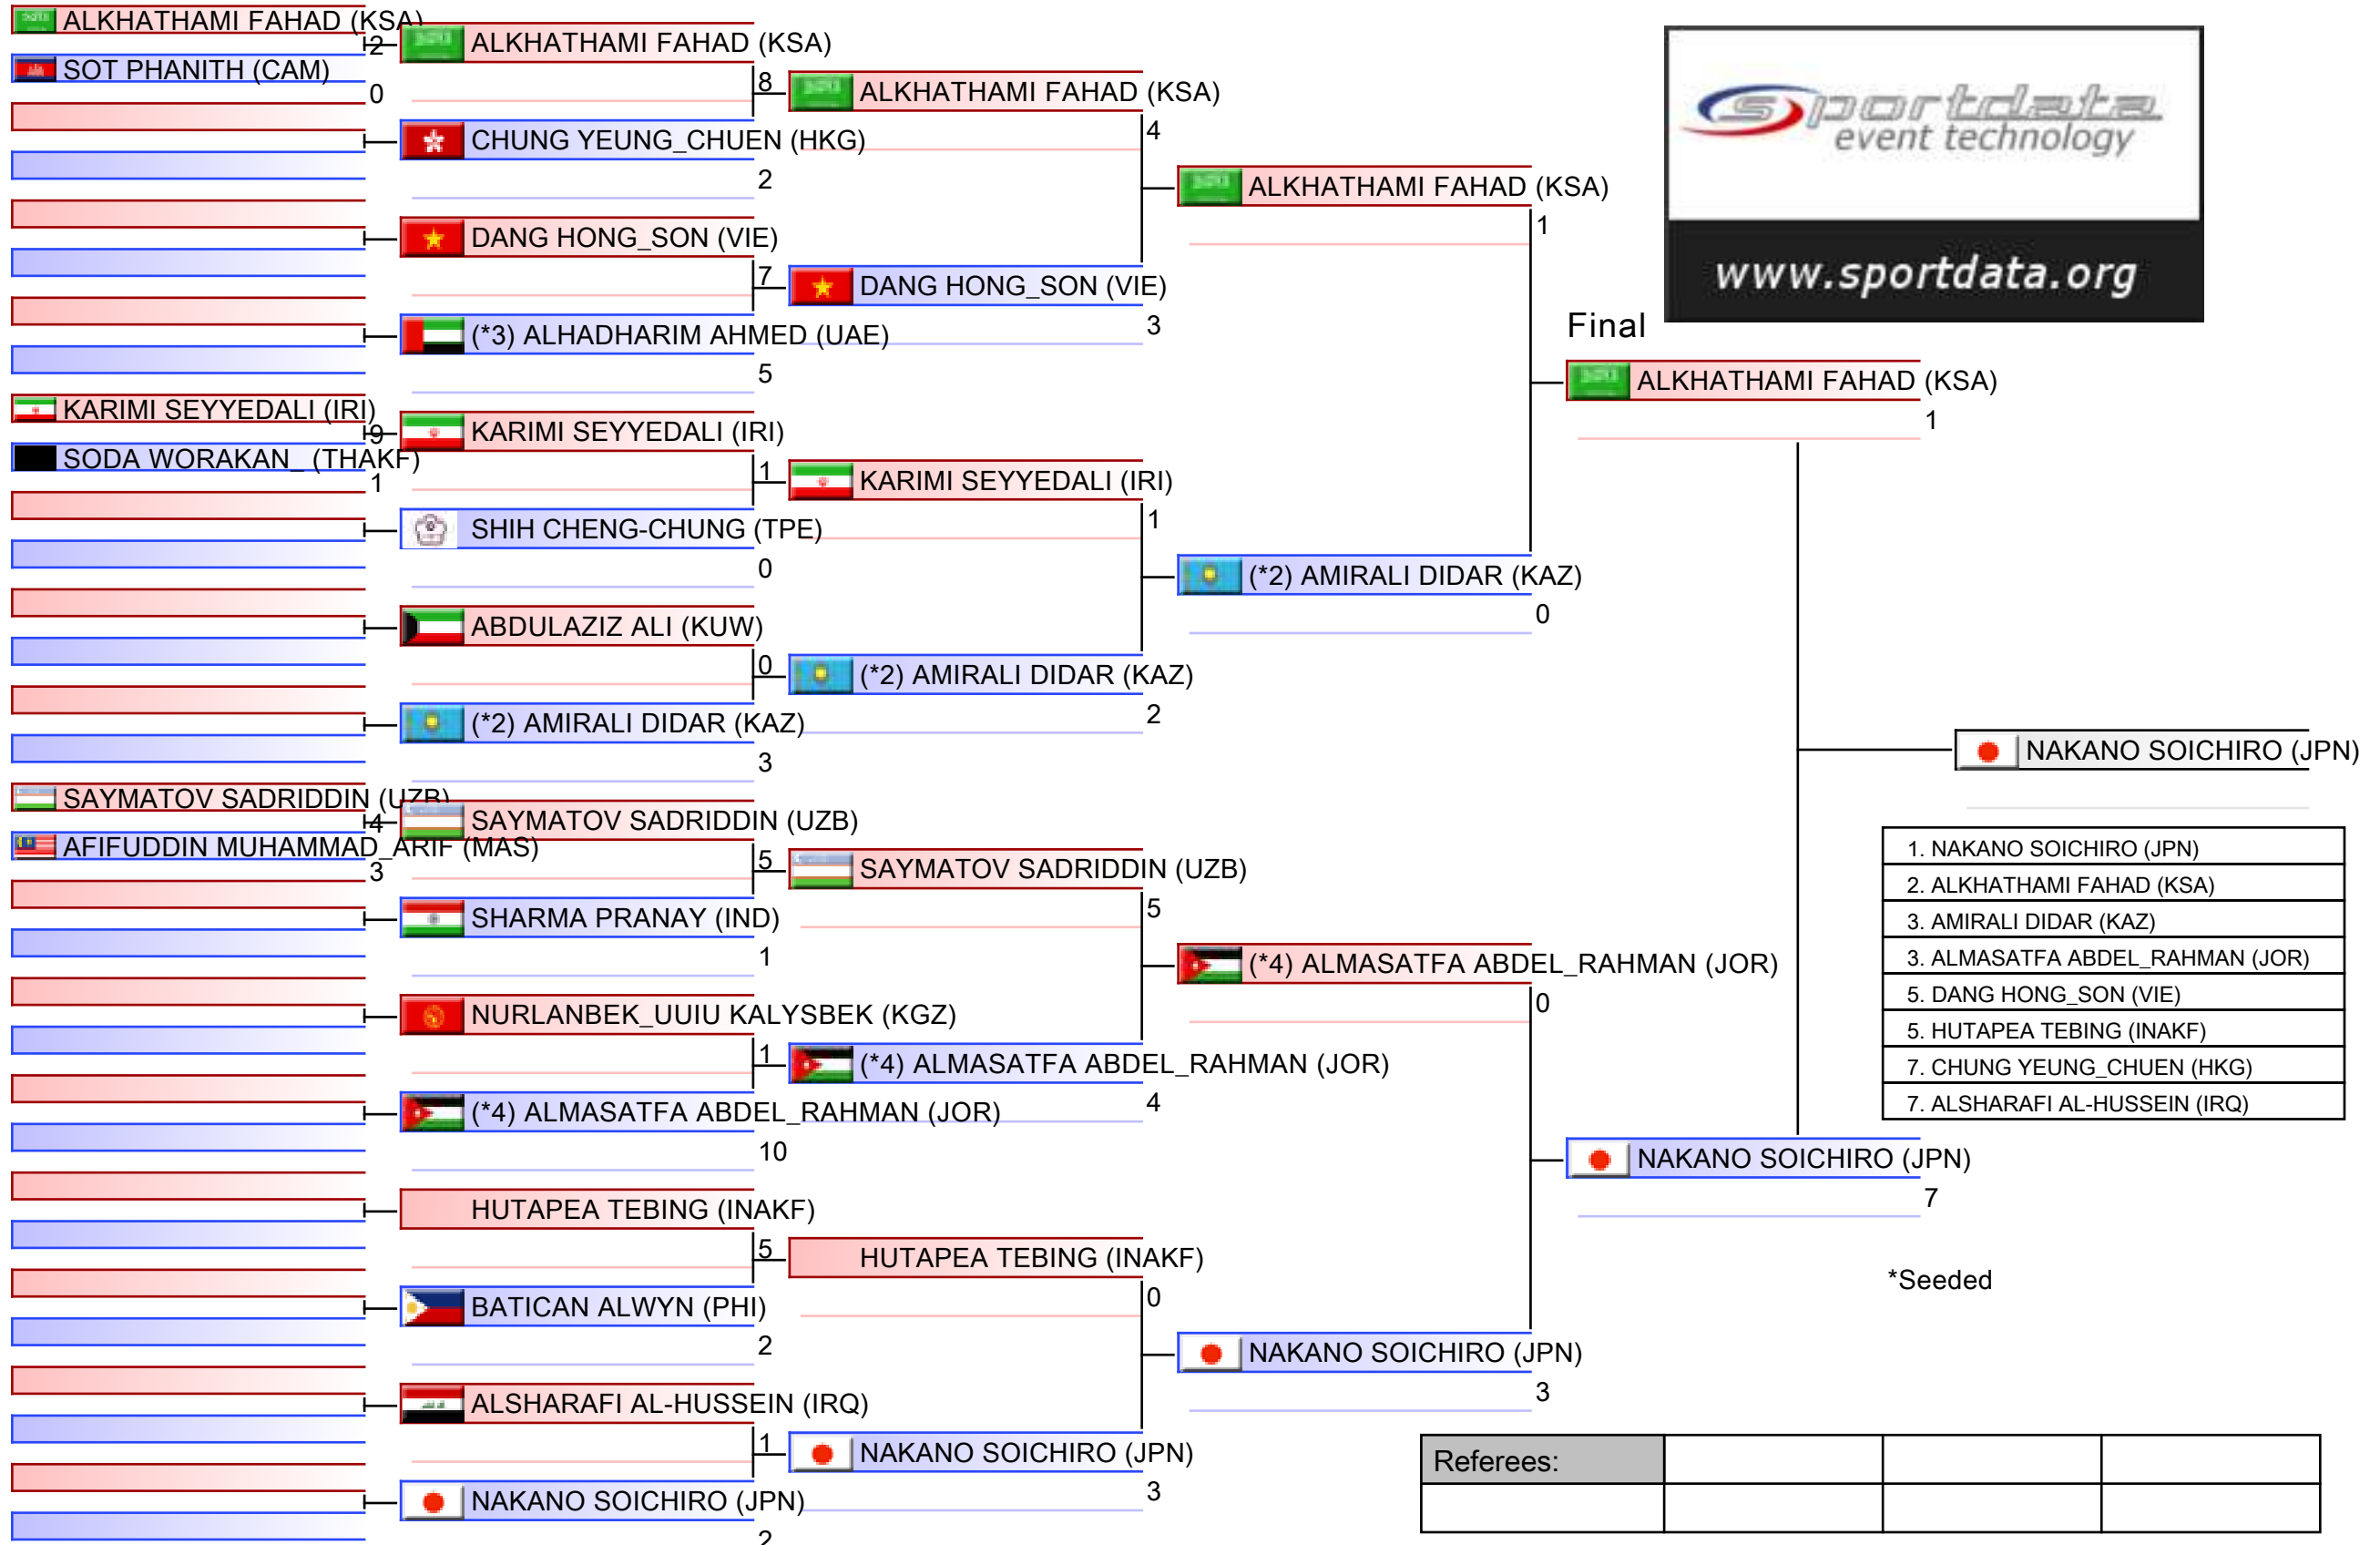 ALKHATHAMI FAHAD (KSA)
2
SOT PHANITH (CAM)
0
KARIMI SEYYEDALI (IRI)
9
SODA WORAKAN_ (THAKF)
1
SAYMATOV SADRIDDIN (UZB)
4
AFIFUDDIN MUHAMMAD_ARIF (MAS)
3
ALKHATHAMI FAHAD (KSA)
8
CHUNG YEUNG_CHUEN (HKG)
2
DANG HONG_SON (VIE)
7
(*3) ALHADHARIM AHMED (UAE)
5
KARIMI SEYYEDALI (IRI)
1
SHIH CHENG-CHUNG (TPE)
0
ABDULAZIZ ALI (KUW)
0
(*2) AMIRALI DIDAR (KAZ)
3
SAYMATOV SADRIDDIN (UZB)
5
SHARMA PRANAY (IND)
1
NURLANBEK_UUIU KALYSBEK (KGZ)
1
(*4) ALMASATFA ABDEL_RAHMAN (JOR)
10
HUTAPEA TEBING (INAKF)
5
BATICAN ALWYN (PHI)
2
ALSHARAFI AL-HUSSEIN (IRQ)
1
NAKANO SOICHIRO (JPN)
2
ALKHATHAMI FAHAD (KSA)
4
DANG HONG_SON (VIE)
3
KARIMI SEYYEDALI (IRI)
1
(*2) AMIRALI DIDAR (KAZ)
2
SAYMATOV SADRIDDIN (UZB)
5
(*4) ALMASATFA ABDEL_RAHMAN (JOR)
4
HUTAPEA TEBING (INAKF)
0
NAKANO SOICHIRO (JPN)
3
ALKHATHAMI FAHAD (KSA)
1
(*2) AMIRALI DIDAR (KAZ)
0
(*4) ALMASATFA ABDEL_RAHMAN (JOR)
0
NAKANO SOICHIRO (JPN)
3
Final
ALKHATHAMI FAHAD (KSA)
1
NAKANO SOICHIRO (JPN)
7
NAKANO SOICHIRO (JPN)
sportdata
event technology
www.sportdata.org
1. NAKANO SOICHIRO (JPN)
2. ALKHATHAMI FAHAD (KSA)
3. AMIRALI DIDAR (KAZ)
3. ALMASATFA ABDEL_RAHMAN (JOR)
5. DANG HONG_SON (VIE)
5. HUTAPEA TEBING (INAKF)
7. CHUNG YEUNG_CHUEN (HKG)
7. ALSHARAFI AL-HUSSEIN (IRQ)
*Seeded
Referees: